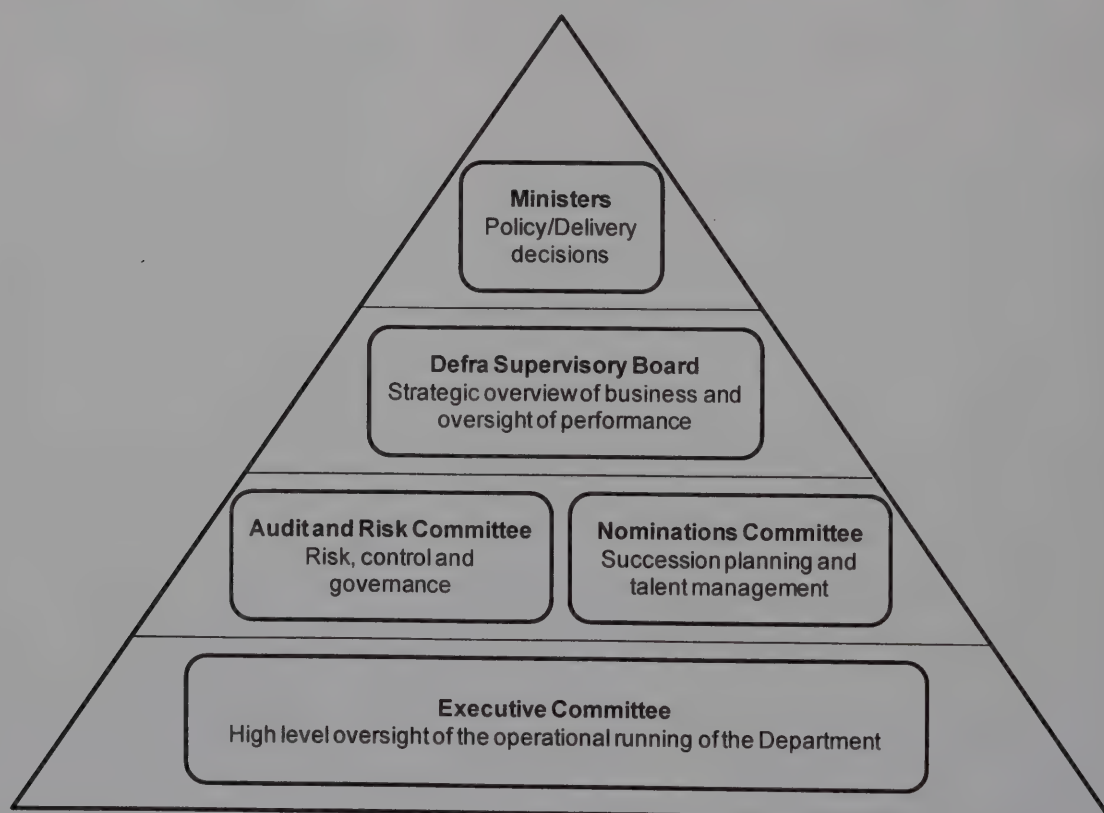 Ministers
Policy/Delivery
decisions
Defra Supervisory Board
Strategic overview of business and
oversight of performance
Audit and Risk Committee
Risk, control and
governance
Nominations Committee
Succession planning and
talent management
Executive Committee
High level oversight of the operational running of the Department